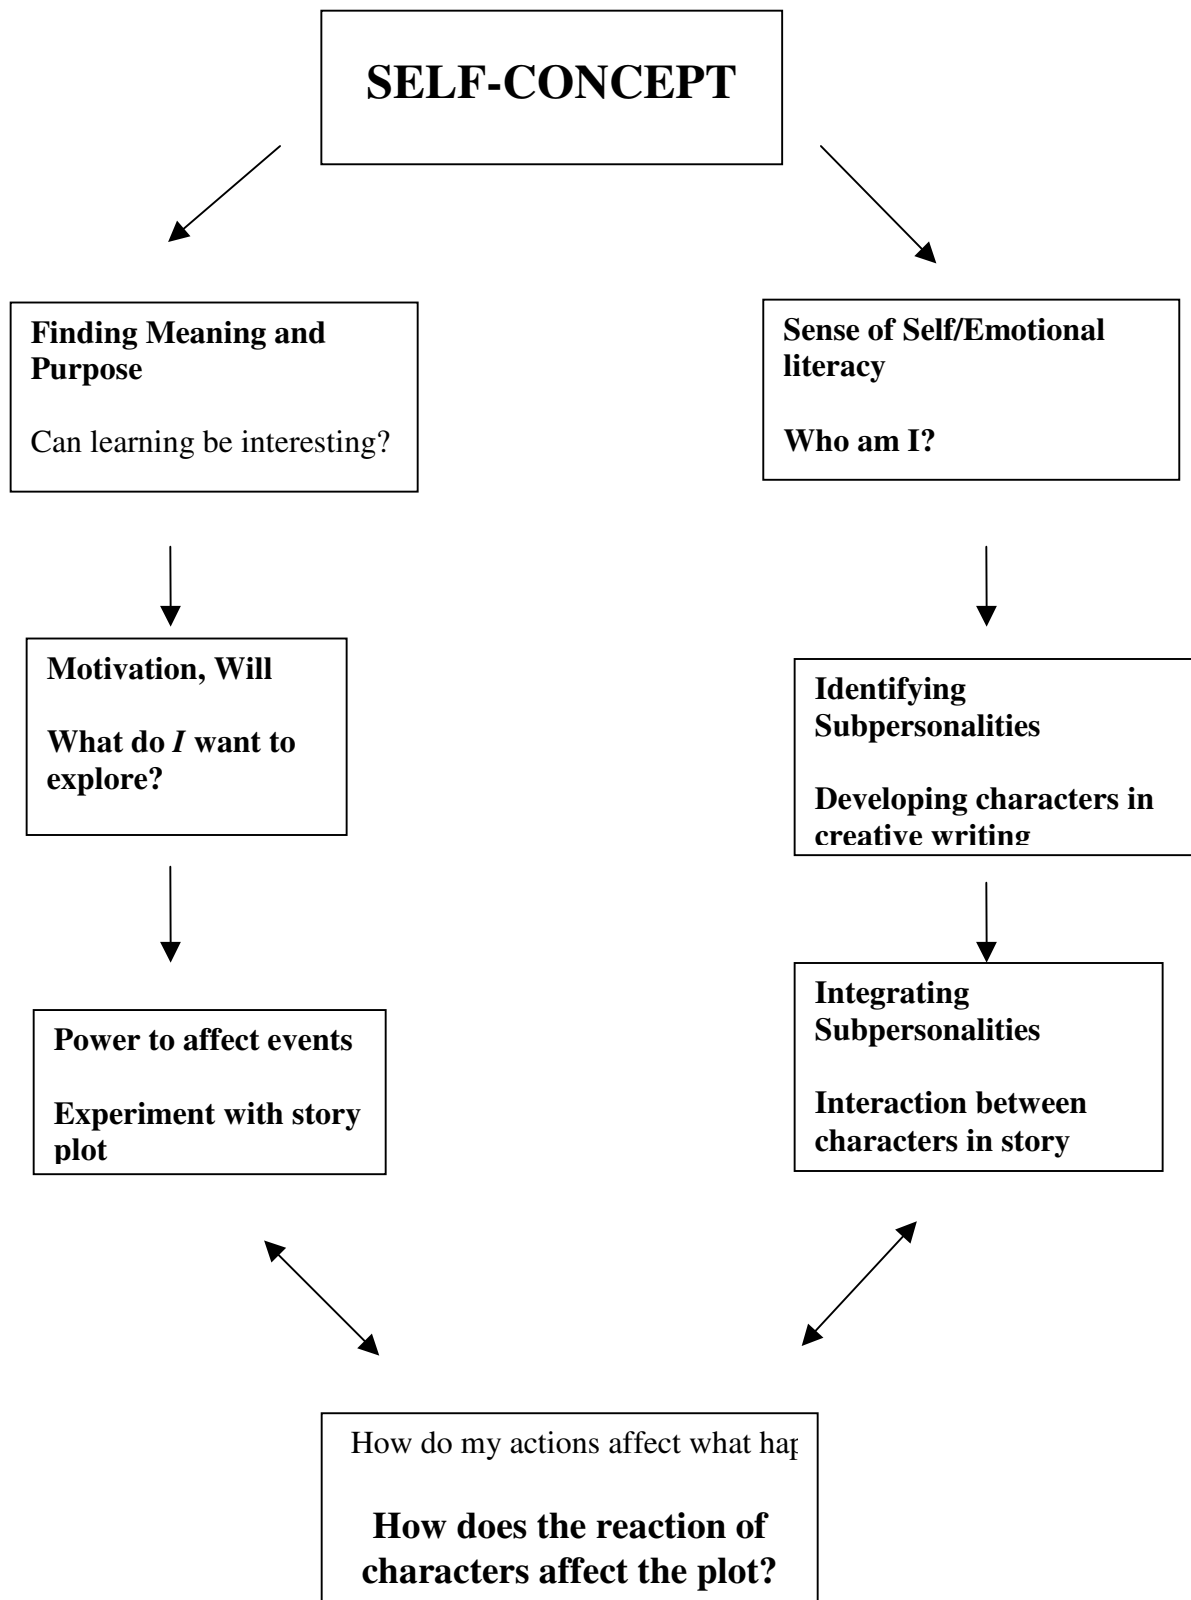 SELF-CONCEPT
Finding Meaning and
Purpose
Can learning be interesting?
Sense of Self/Emotional
literacy
Who am I?
Motivation, Will
What do I want to
explore?
Identifying
Subpersonalities
Developing characters in
creative writing
Power to affect events
Experiment with story
plot
Integrating
Subpersonalities
Interaction between
characters in story
How do my actions affect what
How does the reaction of
characters affect the plot?